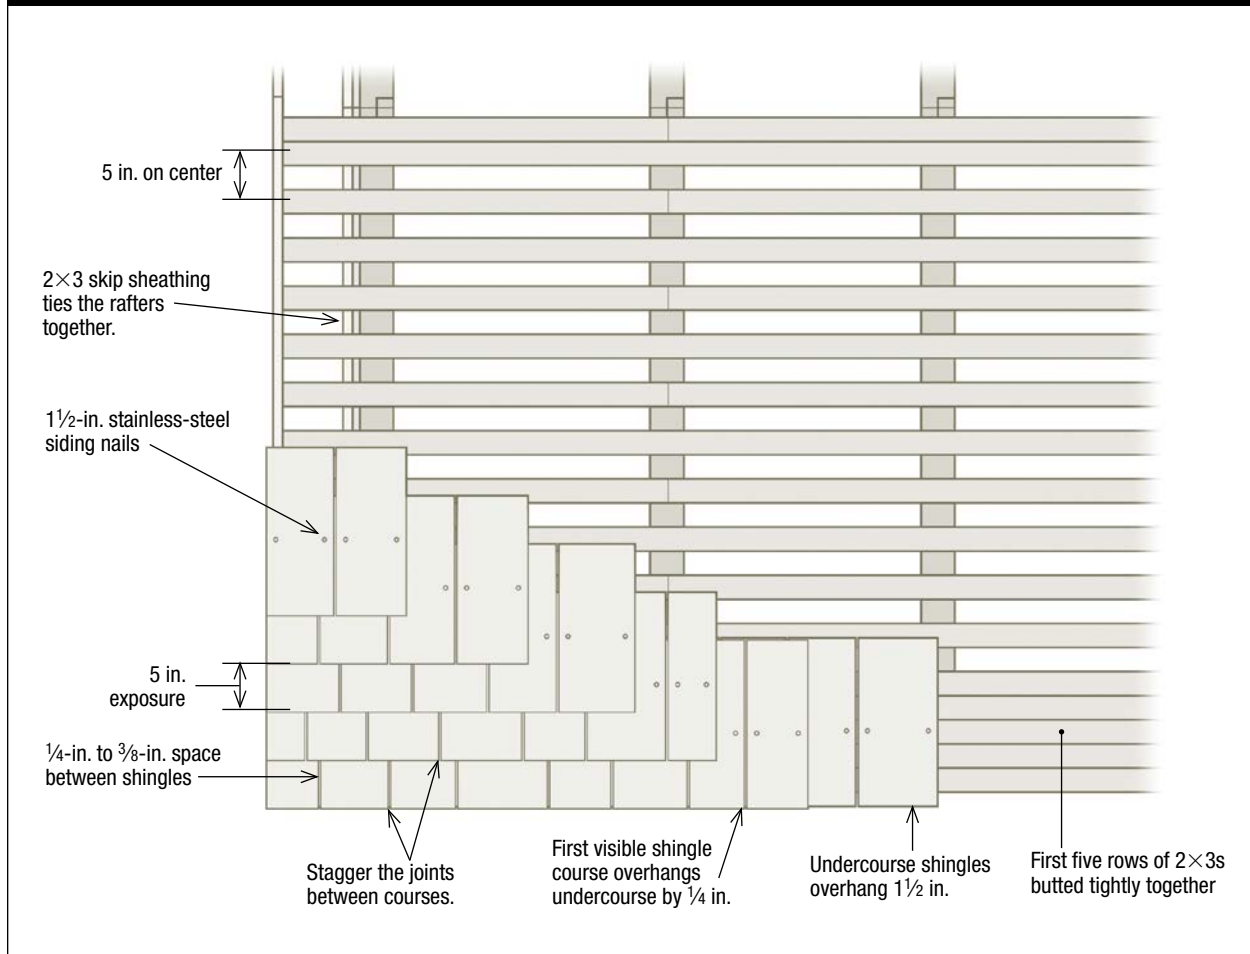 5 in. on center
2×3 skip sheathing
ties the rafters
together.
1½-in. stainless-steel
siding nails
5 in.
exposure
¼-in. to ⅜-in. space
between shingles
Stagger the joints
between courses.
First visible shingle
course overhangs
undercourse by ¼ in.
Undercourse shingles
overhang 1½ in.
First five rows of 2×3s
butted tightly together